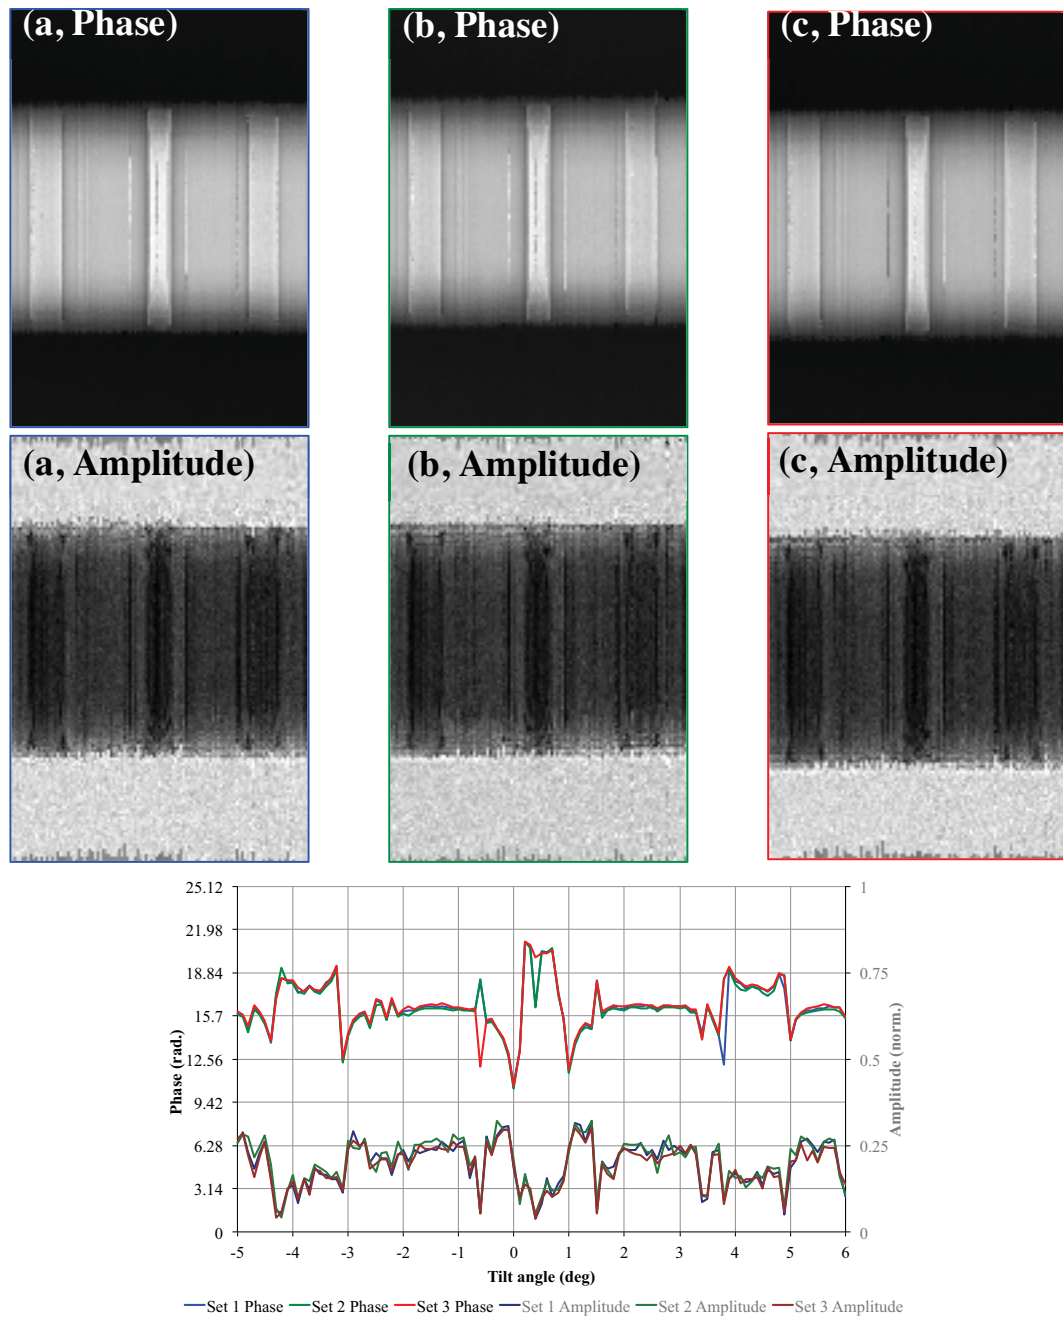 (a, Phase)
(b, Phase)
(c, Phase)
(a, Amplitude)
(b, Amplitude)
(c, Amplitude)
25.12
21.98
18.84
15.7
12.56
9.42
6.28
3.14
0
Phase (rad.)
1
0.75
0.5
0.25
0
Amplitude (norm.)
-5 -4 -3 -2 -1 0 1 2 3 4 5 6
Tilt angle (deg)
Set 1 Phase Set 2 Phase Set 3 Phase Set 1 Amplitude Set 2 Amplitude Set 3 Amplitude